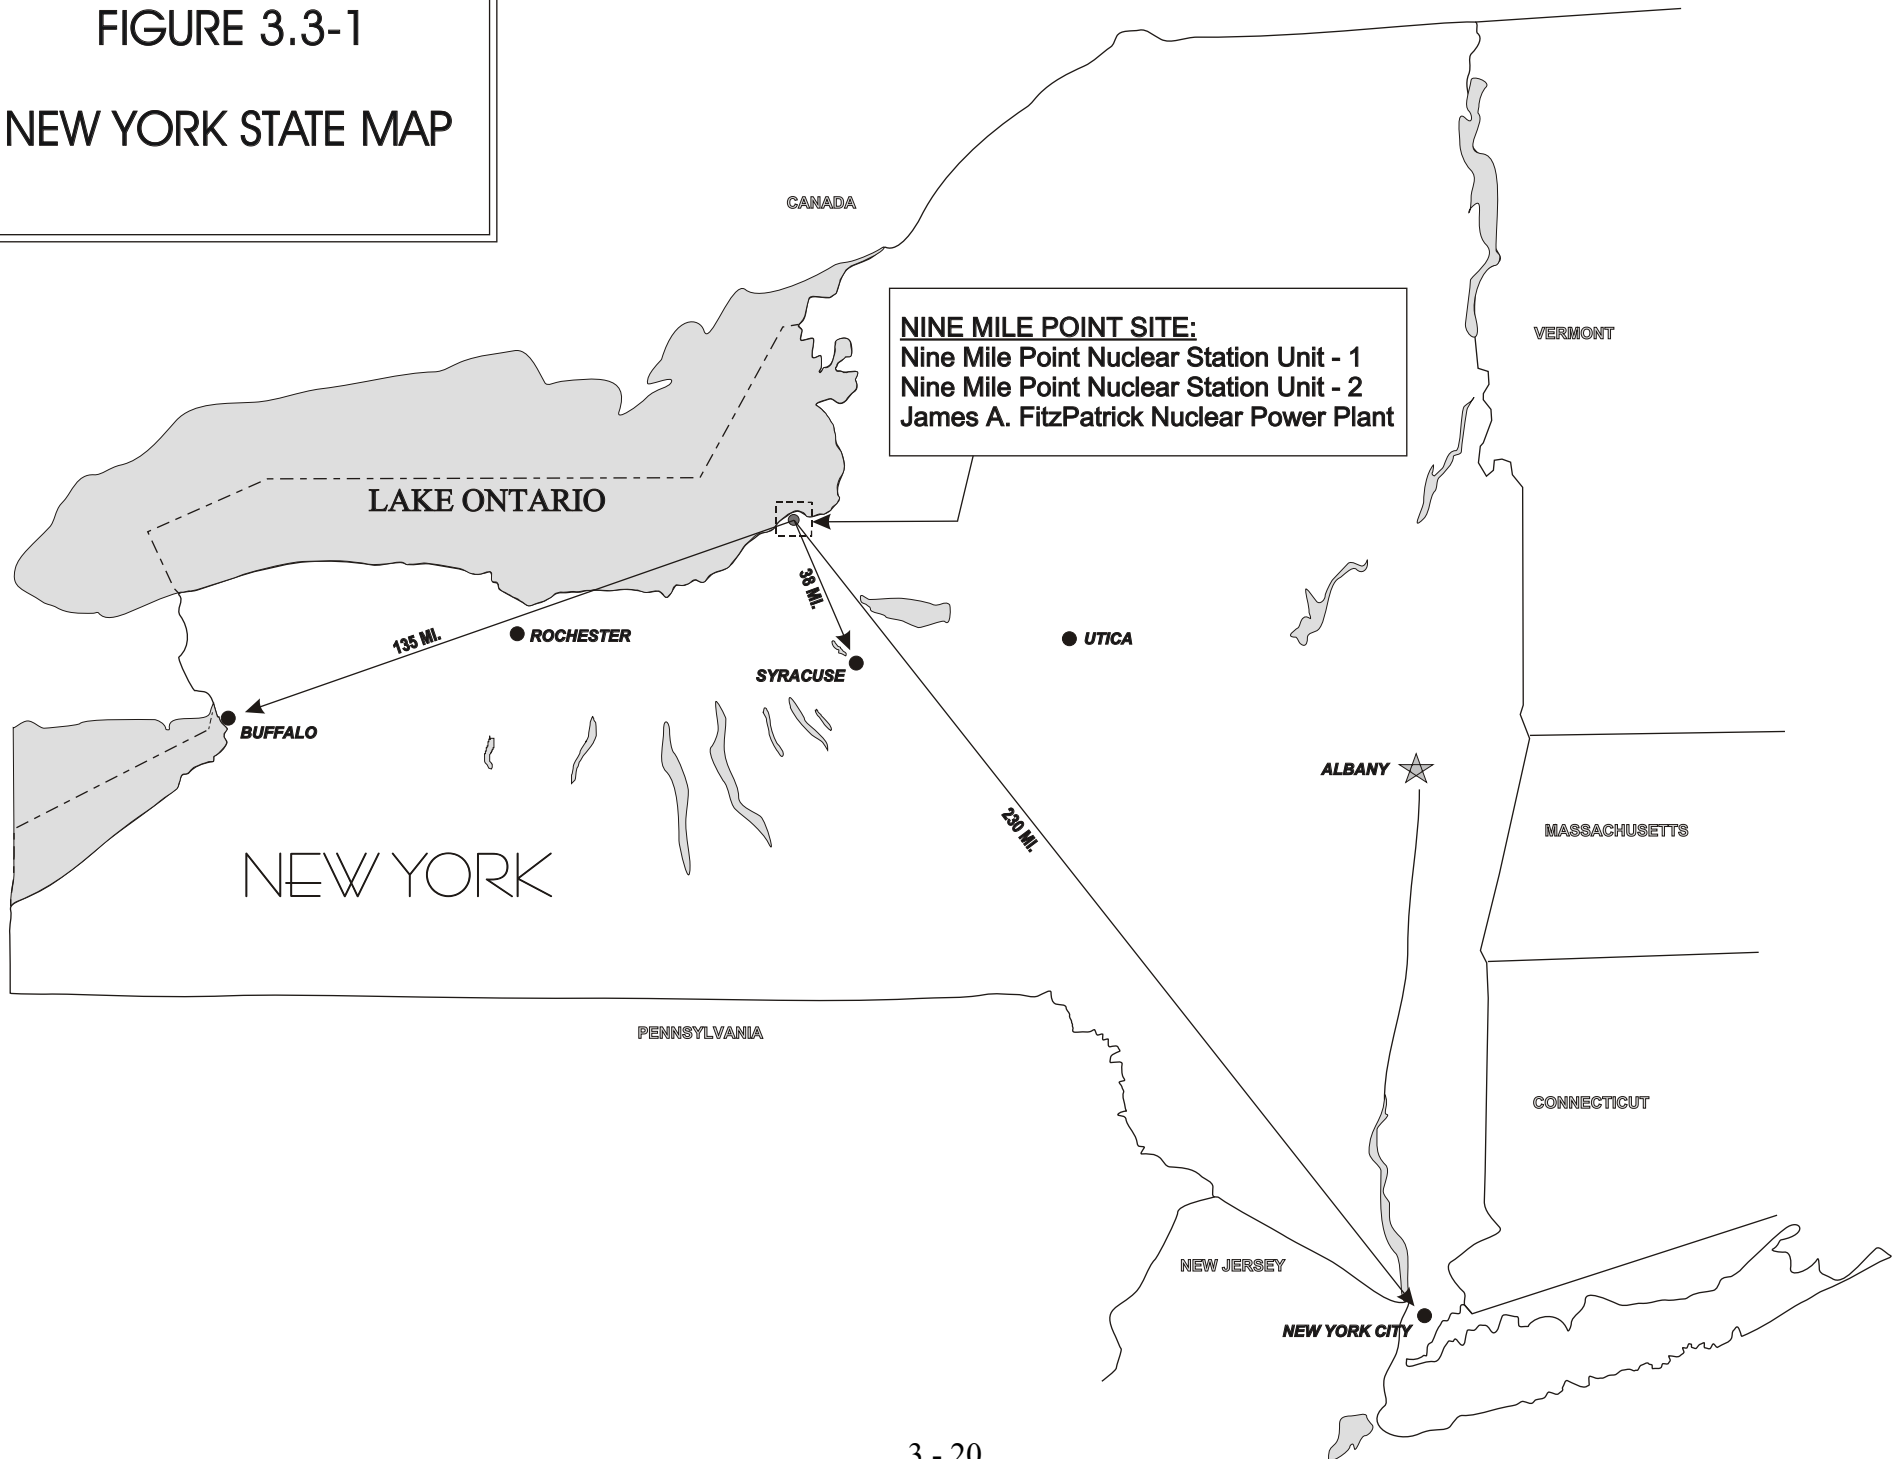 FIGURE 3.3-1
NEW YORK STATE MAP
CANADA
NINE MILE POINT SITE:
Nine Mile Point Nuclear Station Unit - 1
Nine Mile Point Nuclear Station Unit - 2
James A. FitzPatrick Nuclear Power Plant
VERMONT
LAKE ONTARIO
38 MI.
135 MI.
ROCHESTER
UTICA
SYRACUSE
BUFFALO
ALBANY
230 MI.
MASSACHUSETTS
NEW YORK
PENNSYLVANIA
CONNECTICUT
NEW JERSEY
NEW YORK CITY
3 - 20